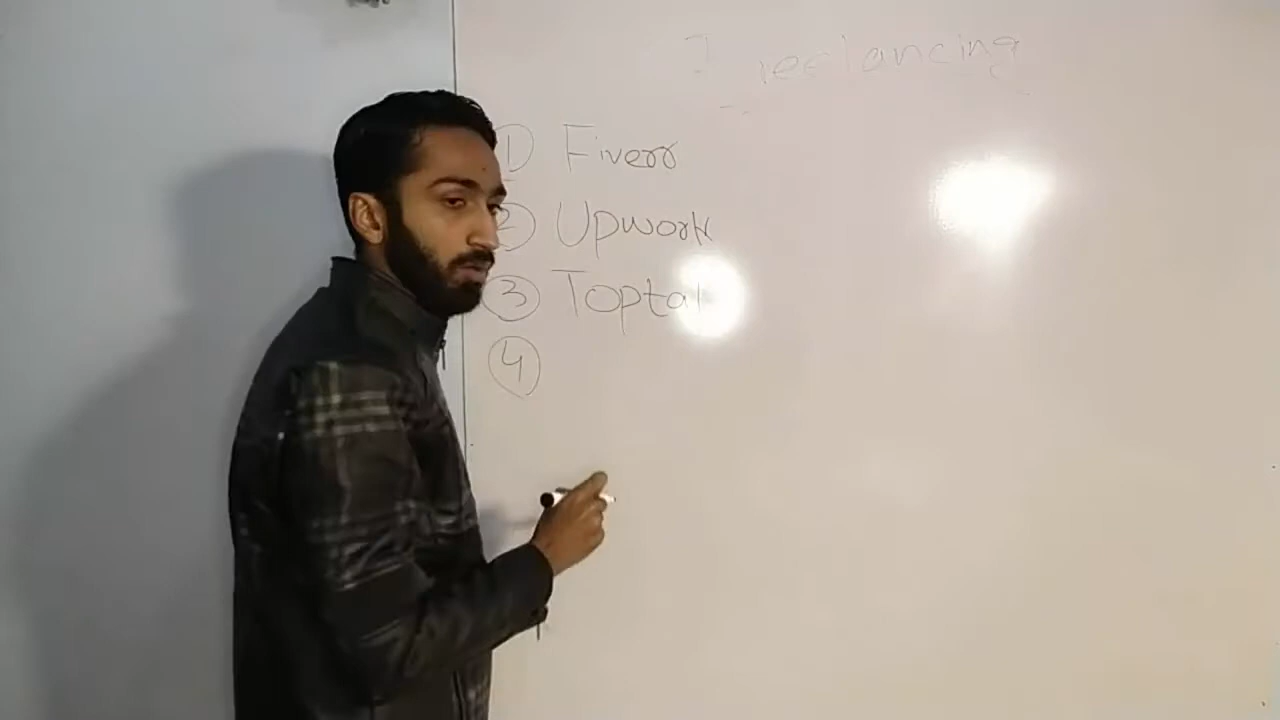 Freelancing
① Fiverr
② Upwork
③ Toptal
④